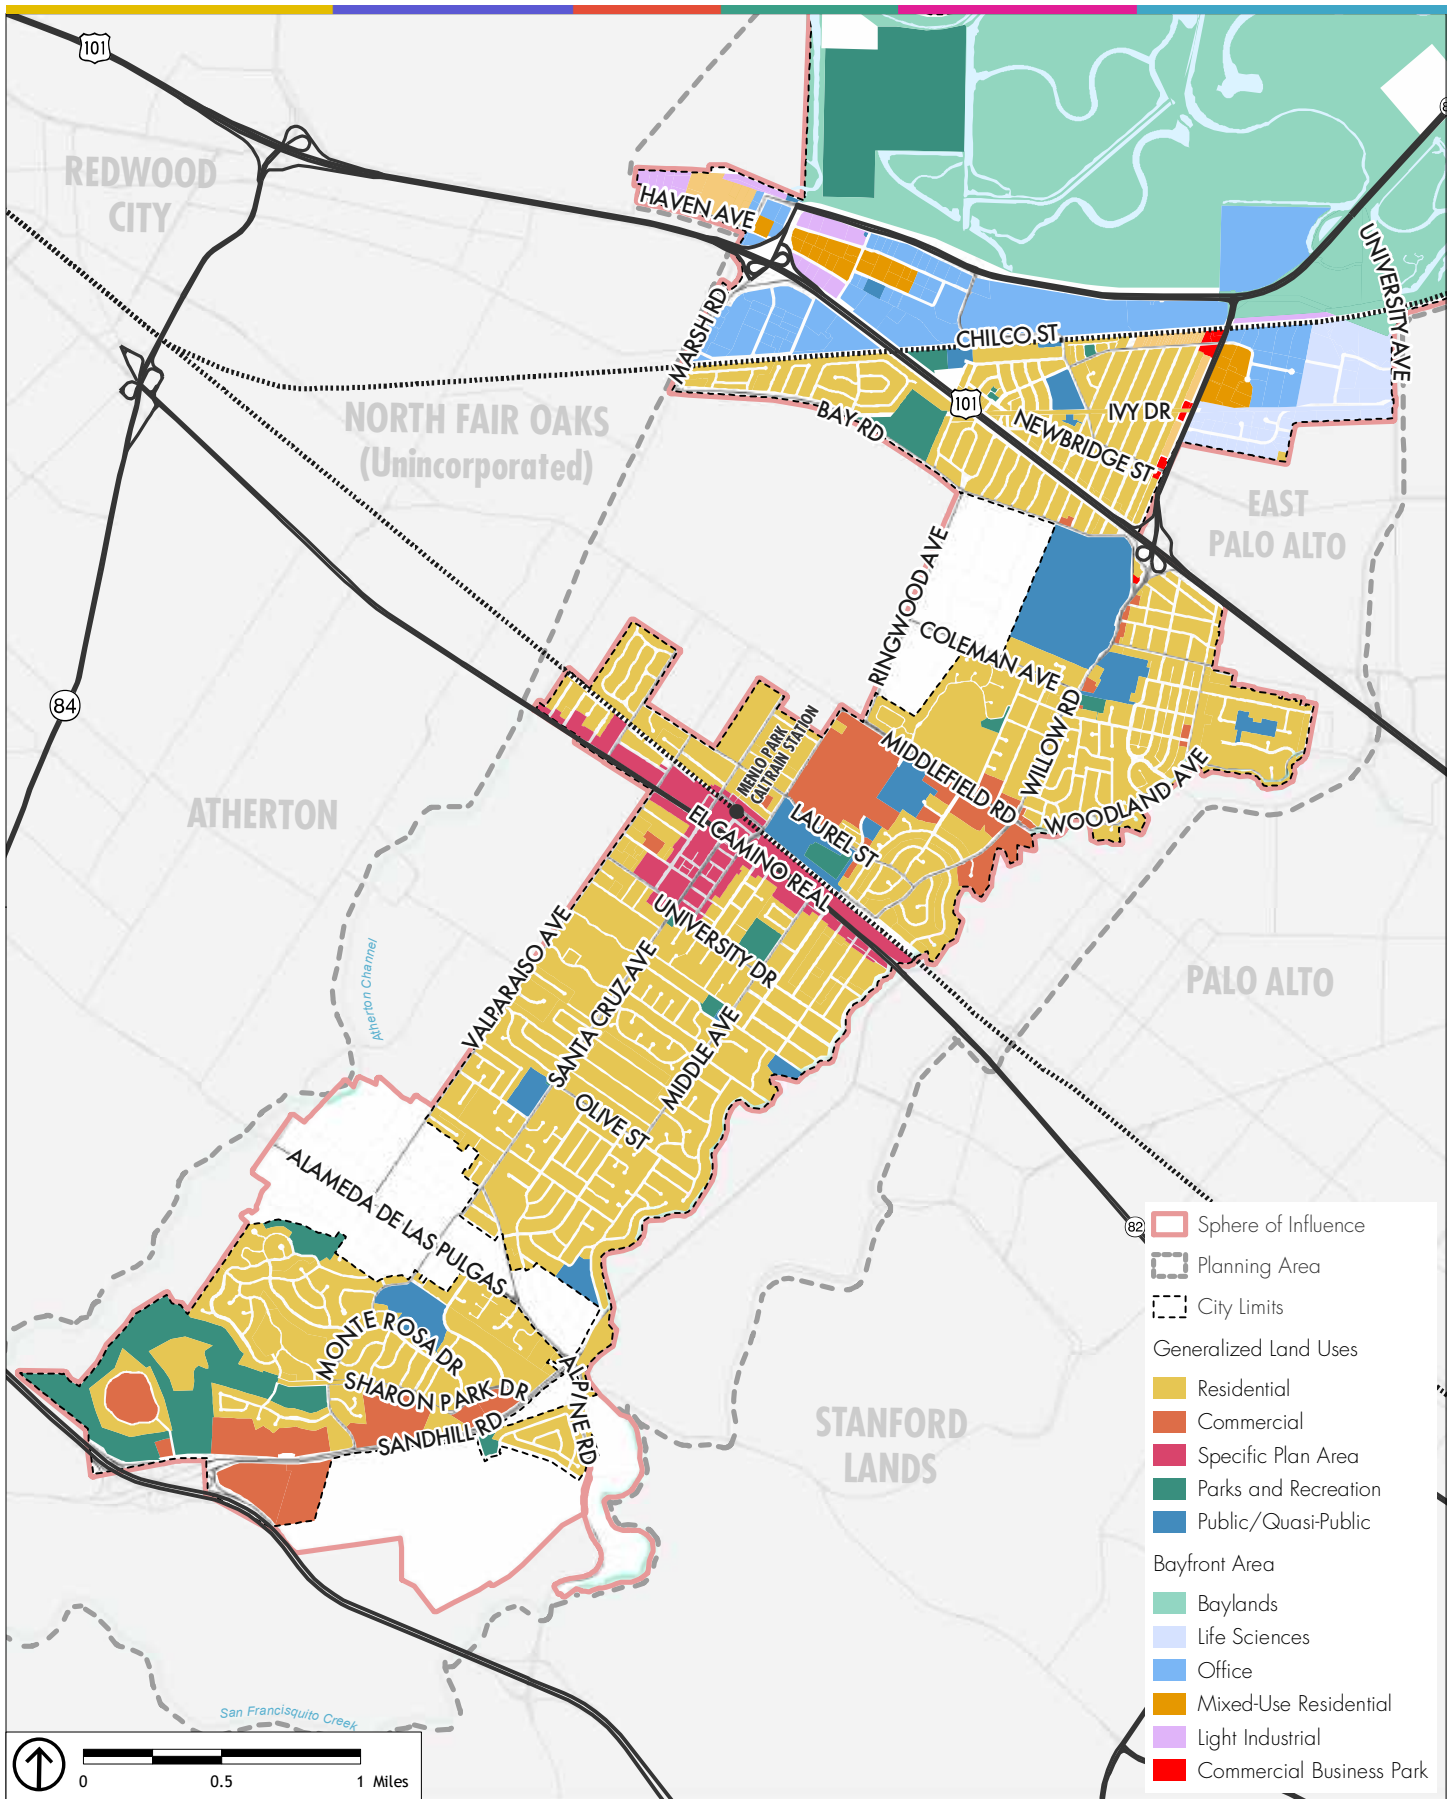 101
8
REDWOOD
CITY
HAVEN AVE
UNIVERSITY AVE
MARSH RD
CHILCO ST
NORTH FAIR OAKS
(Unincorporated)
101
IVY DR
BAY RD
NEWBRIDGE ST
EAST
PALO ALTO
RINGWOOD AVE
COLEMAN AVE
84
WILLOW RD
MENLO PARK
CALTRAIN STATION
MIDDLEFIELD RD
WOODLAND AVE
ATHERTON
LAUREL ST
EL CAMINO REAL
UNIVERSITY DR
VALPARAISO AVE
SANTA CRUZ AVE
Atherton Channel
PALO ALTO
MIDDLE AVE
OLIVE ST
ALAMEDA DE LAS PULGAS
82
MONTE ROSA DR
SHARON PARK DR
SANDHILL RD
ALPINE RD
STANFORD
LANDS
San Francisquito Creek
0 0.5 1 Miles
Sphere of Influence
Planning Area
City Limits
Generalized Land Uses
Residential
Commercial
Specific Plan Area
Parks and Recreation
Public/Quasi-Public
Bayfront Area
Baylands
Life Sciences
Office
Mixed-Use Residential
Light Industrial
Commercial Business Park